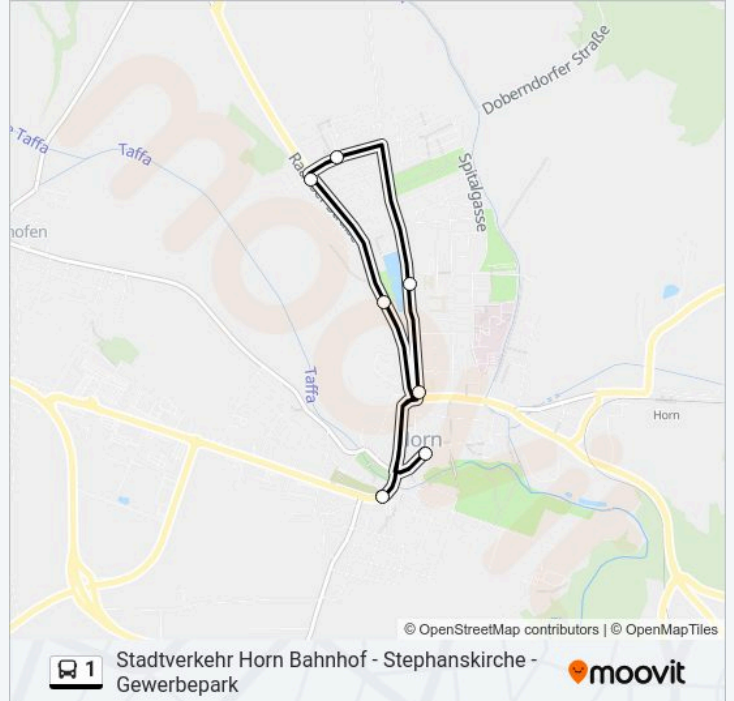 Doberndorfer Straße
e Taffa
Taffa
Spitalgasse
hofen
Taffa
Horn
Horn
© OpenStreetMap contributors | © OpenMapTiles
1
Stadtverkehr Horn Bahnhof - Stephanskirche -
Gewerbepark
moovit